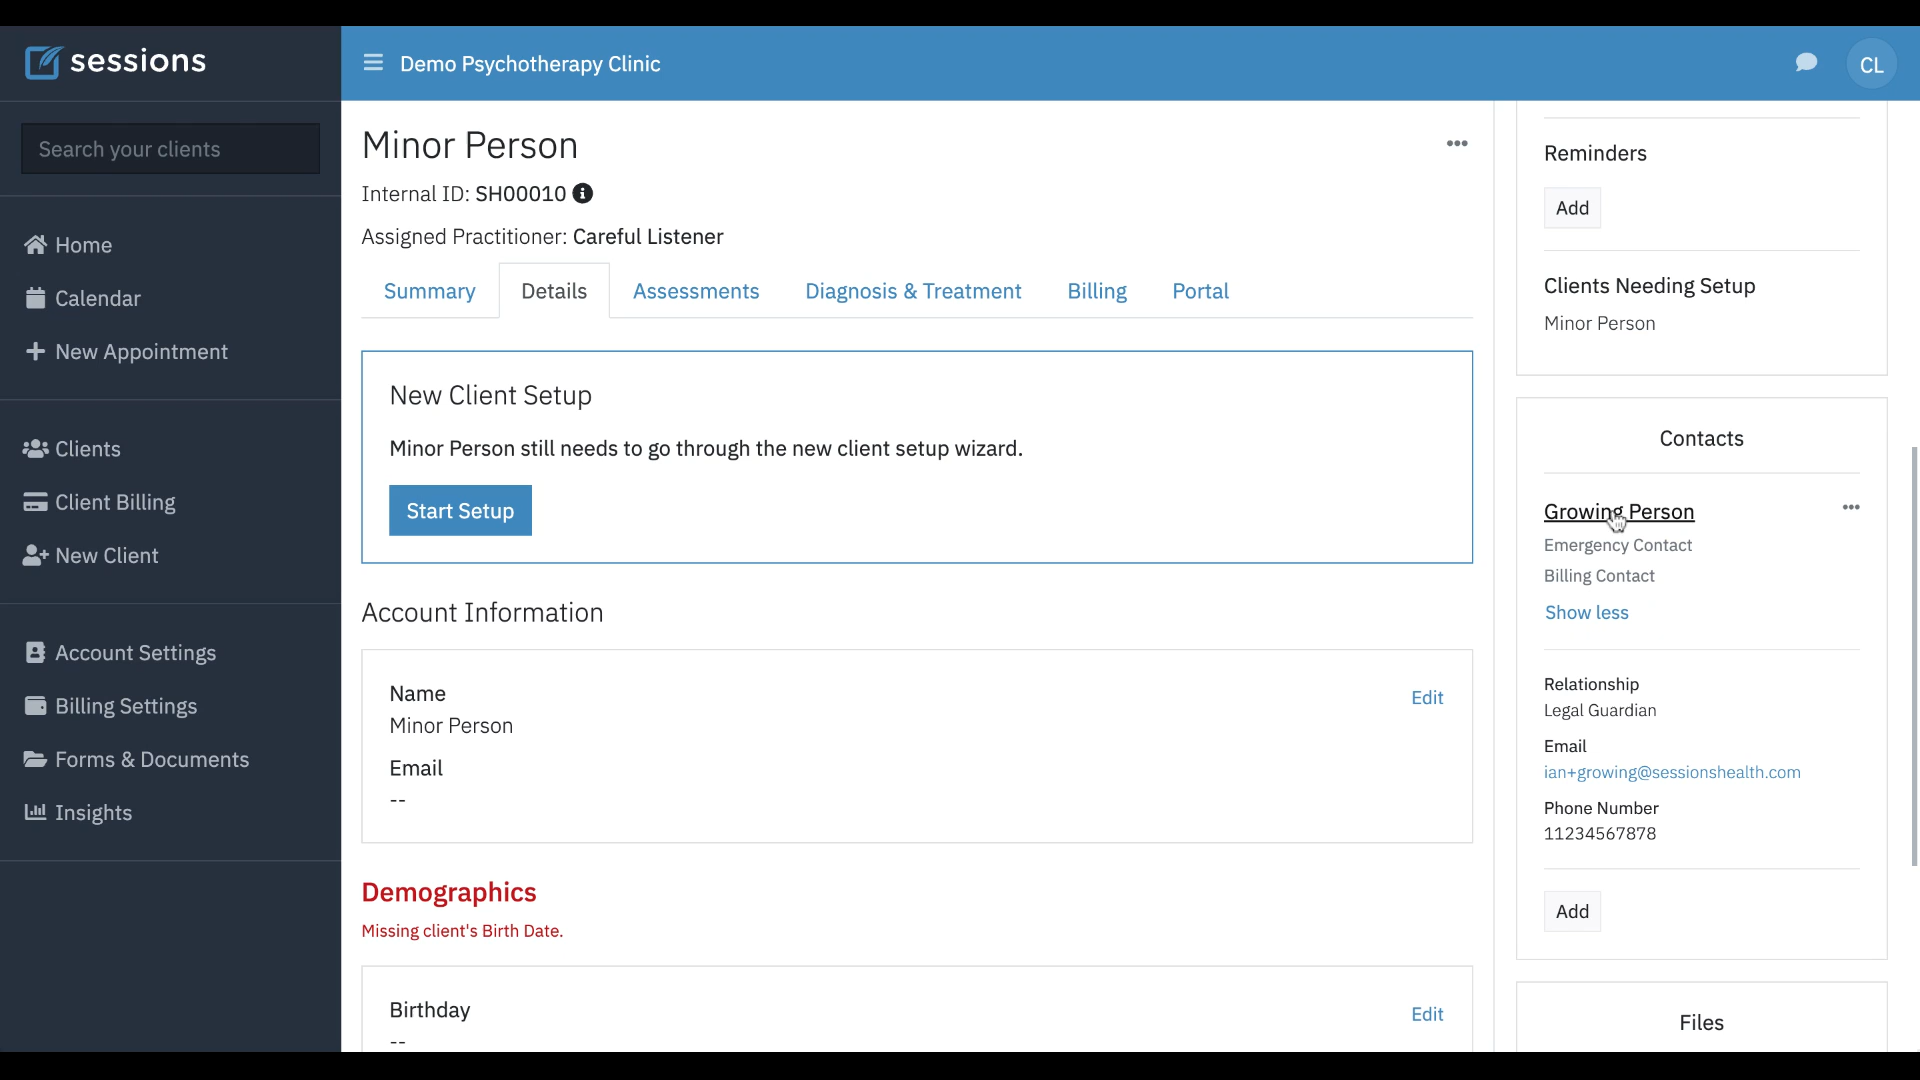 sessions
Demo Psychotherapy Clinic
CL
Search your clients
Home
Calendar
New Appointment
Clients
Client Billing
New Client
Account Settings
Billing Settings
Forms & Documents
Insights
Minor Person
Internal ID: SH00010
Assigned Practitioner: Careful Listener
Summary Details Assessments Diagnosis & Treatment Billing Portal
New Client Setup
Minor Person still needs to go through the new client setup wizard.
Start Setup
Account Information
Name
Edit
Minor Person
Email
--
Demographics
Missing client's Birth Date.
Birthday
Edit
--
Reminders
Add
Clients Needing Setup
Minor Person
Contacts
Growing Person
Emergency Contact
Billing Contact
Show less
Relationship
Legal Guardian
Email
ian+growing@sessionshealth.com
Phone Number
11234567878
Add
Files